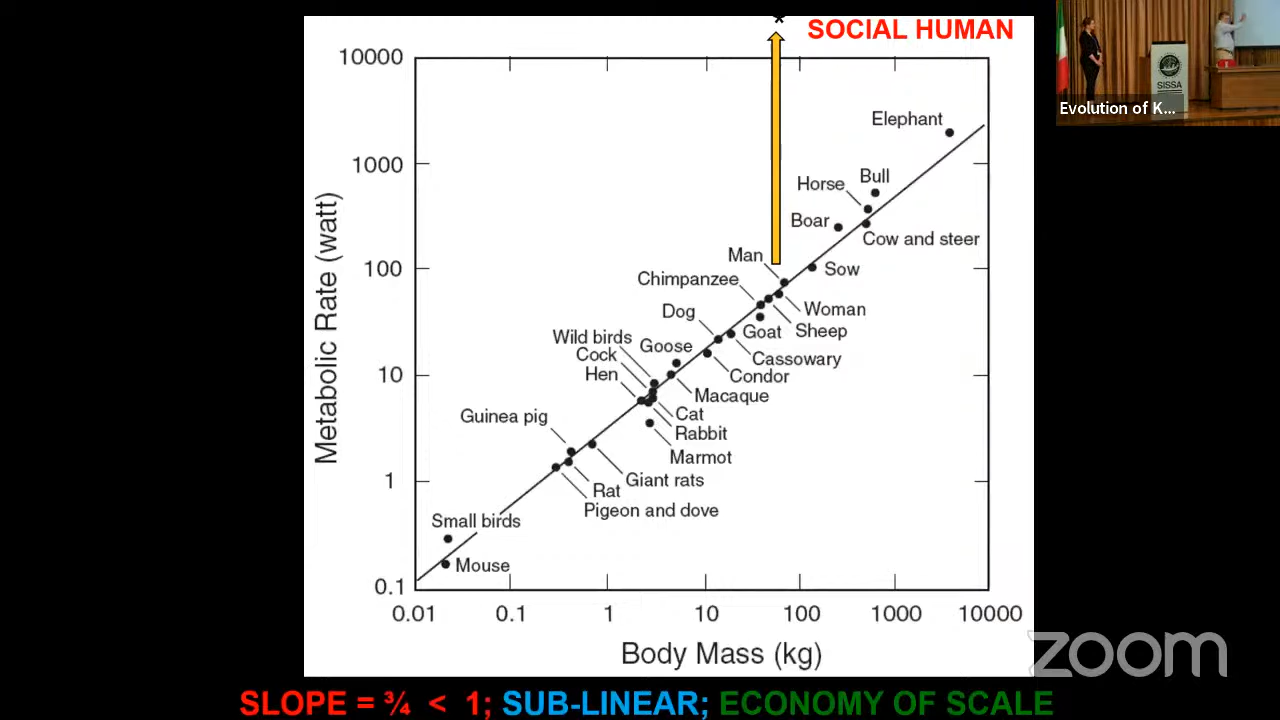 * SOCIAL HUMAN
10000
1000
100
10
1
0.1
Metabolic Rate (watt)
Elephant
Bull
Horse
Boar
Cow and steer
Man
Sow
Chimpanzee
Woman
Dog
Goat
Sheep
Wild birds
Goose
Cassowary
Cock
Condor
Hen
Macaque
Guinea pig
Cat
Rabbit
Marmot
Giant rats
Rat
Pigeon and dove
Small birds
Mouse
0.01 0.1 1 10 100 1000 10000
Body Mass (kg)
SLOPE = ¾ < 1; SUB-LINEAR; ECONOMY OF SCALE
SISSA
Evolution of K...
zoom